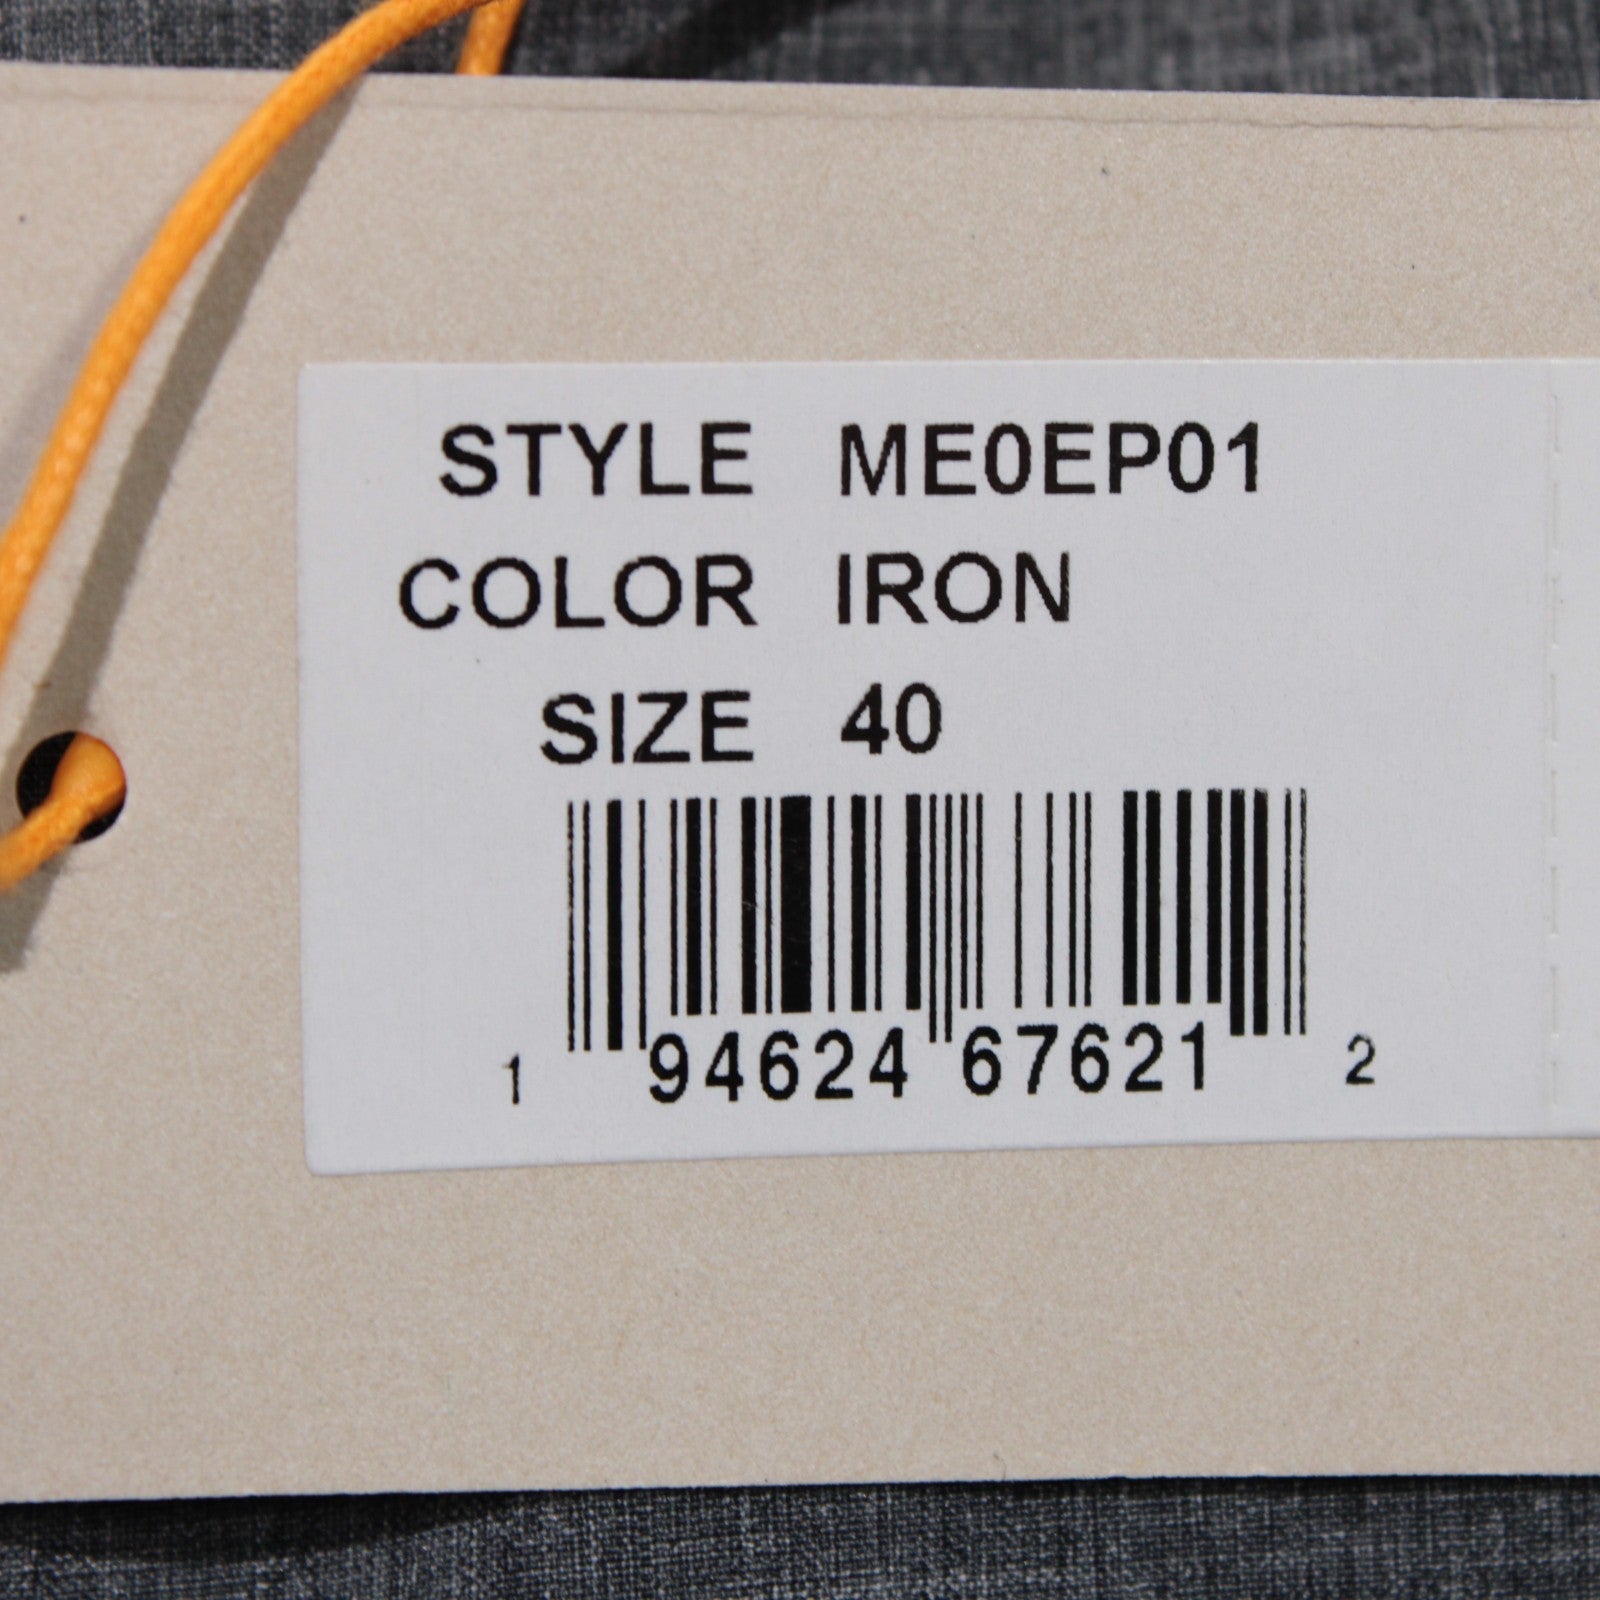 STYLE ME0EP01
COLOR IRON
SIZE 40
1 94624 67621 2